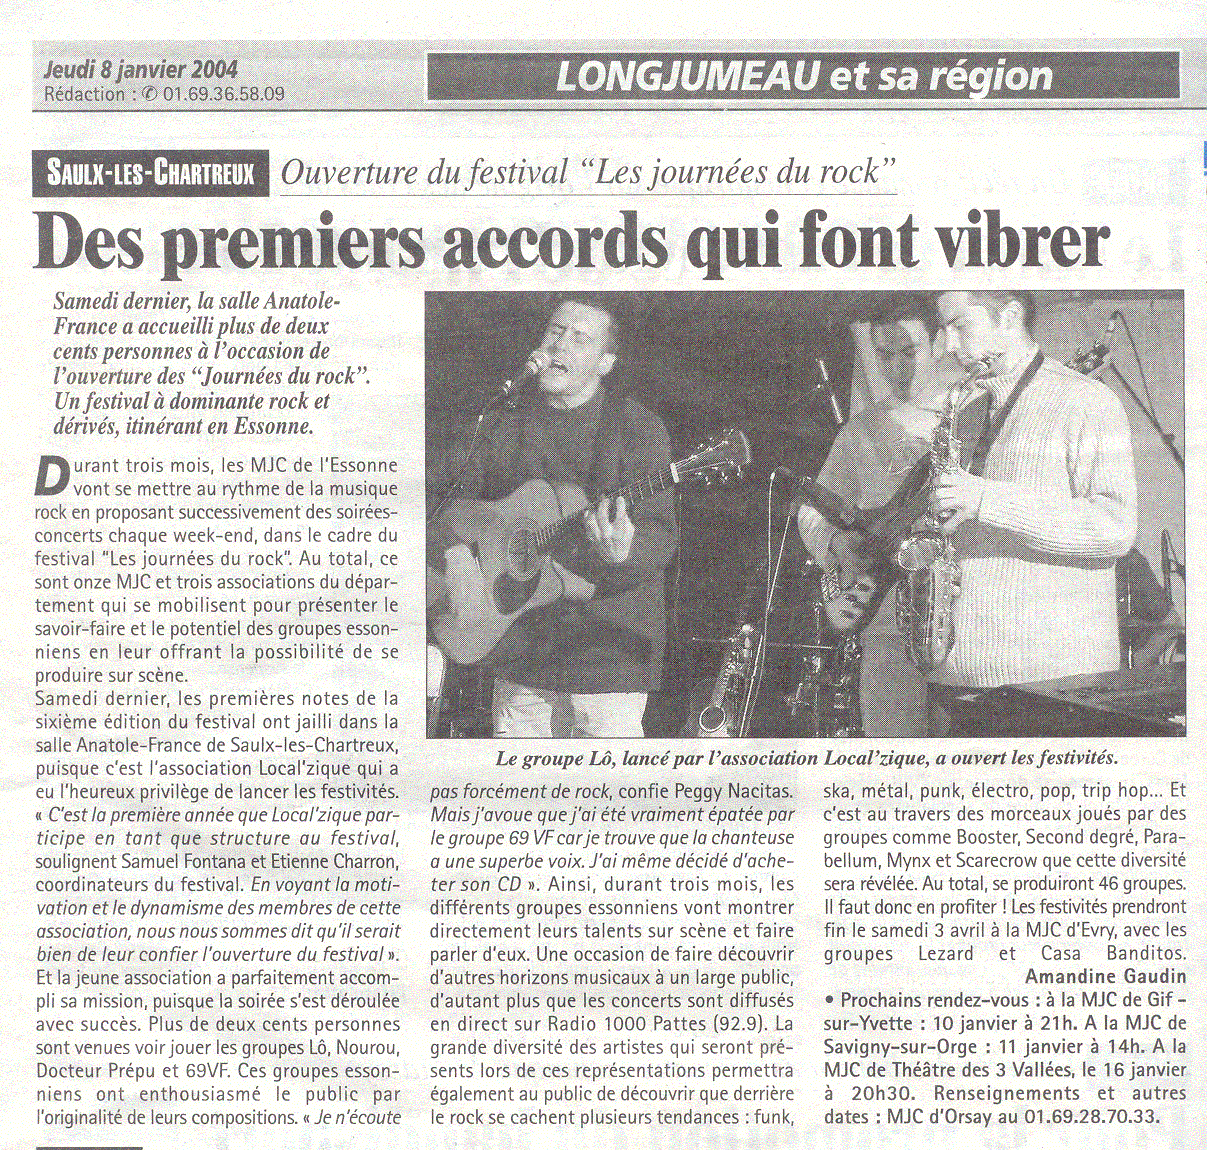 Jeudi 8 janvier 2004
Rédaction : ✆ 01.69.36.58.09
LONGJUMEAU et sa région
SAULX-LES-CHARTREUX
Ouverture du festival “Les journées du rock”
Des premiers accords qui font vibrer
Samedi dernier, la salle Anatole-
France a accueilli plus de deux
cents personnes à l’occasion de
l’ouverture des “Journées du rock”.
Un festival à dominante rock et
dérivés, itinérant en Essonne.
Durant trois mois, les MJC de l’Essonne
vont se mettre au rythme de la musique
rock en proposant successivement des soirées-
concerts chaque week-end, dans le cadre du
festival “Les journées du rock”. Au total, ce
sont onze MJC et trois associations du dépar-
tement qui se mobilisent pour présenter le
savoir-faire et le potentiel des groupes esson-
niens en leur offrant la possibilité de se
produire sur scène.
Samedi dernier, les premières notes de la
sixième édition du festival ont jailli dans la
salle Anatole-France de Saulx-les-Chartreux,
puisque c’est l’association Local’zique qui a
eu l’heureux privilège de lancer les festivités.
« C’est la première année que Local’zique par-
ticipe en tant que structure au festival,
soulignent Samuel Fontana et Etienne Charron,
coordinateurs du festival. En voyant la moti-
vation et le dynamisme des membres de cette
association, nous nous sommes dit qu’il serait
bien de leur confier l’ouverture du festival ».
Et la jeune association a parfaitement accom-
pli sa mission, puisque la soirée s’est déroulée
avec succès. Plus de deux cents personnes
sont venues voir jouer les groupes Lô, Nourou,
Docteur Prépu et 69VF. Ces groupes esson-
niens ont enthousiasmé le public par
l’originalité de leurs compositions. « Je n’écoute
Le groupe Lô, lancé par l’association Local’zique, a ouvert les festivités.
pas forcément de rock, confie Peggy Nacitas.
Mais j’avoue que j’ai été vraiment épatée par
le groupe 69 VF car je trouve que la chanteuse
a une superbe voix. J’ai même décidé d’ache-
ter son CD ». Ainsi, durant trois mois, les
différents groupes essonniens vont montrer
directement leurs talents sur scène et faire
parler d’eux. Une occasion de faire découvrir
d’autres horizons musicaux à un large public,
d’autant plus que les concerts sont diffusés
en direct sur Radio 1000 Pattes (92.9). La
grande diversité des artistes qui seront pré-
sents lors de ces représentations permettra
également au public de découvrir que derrière
le rock se cachent plusieurs tendances : funk,
ska, métal, punk, électro, pop, trip hop... Et
c’est au travers des morceaux joués par des
groupes comme Booster, Second degré, Para-
bellum, Mynx et Scarecrow que cette diversité
sera révélée. Au total, se produiront 46 groupes.
Il faut donc en profiter ! Les festivités prendront
fin le samedi 3 avril à la MJC d’Evry, avec les
groupes Lezard et Casa Banditos.
Amandine Gaudin
• Prochains rendez-vous : à la MJC de Gif -
sur-Yvette : 10 janvier à 21h. A la MJC de
Savigny-sur-Orge : 11 janvier à 14h. A la
MJC de Théâtre des 3 Vallées, le 16 janvier
à 20h30. Renseignements et autres
dates : MJC d’Orsay au 01.69.28.70.33.